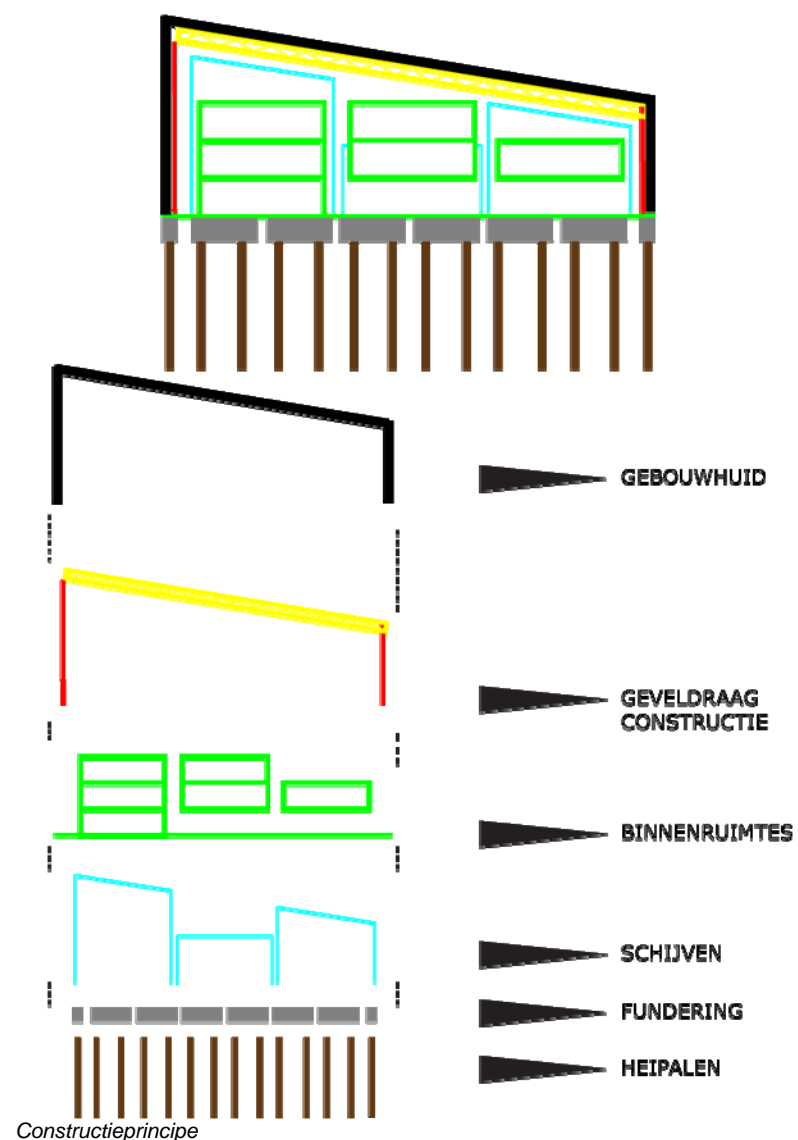 GEBOUWHUID
GEVELDRAAG
CONSTRUCTIE
BINNENRUIMTES
SCHIJVEN
FUNDERING
HEIPALEN
Constructieprincipe